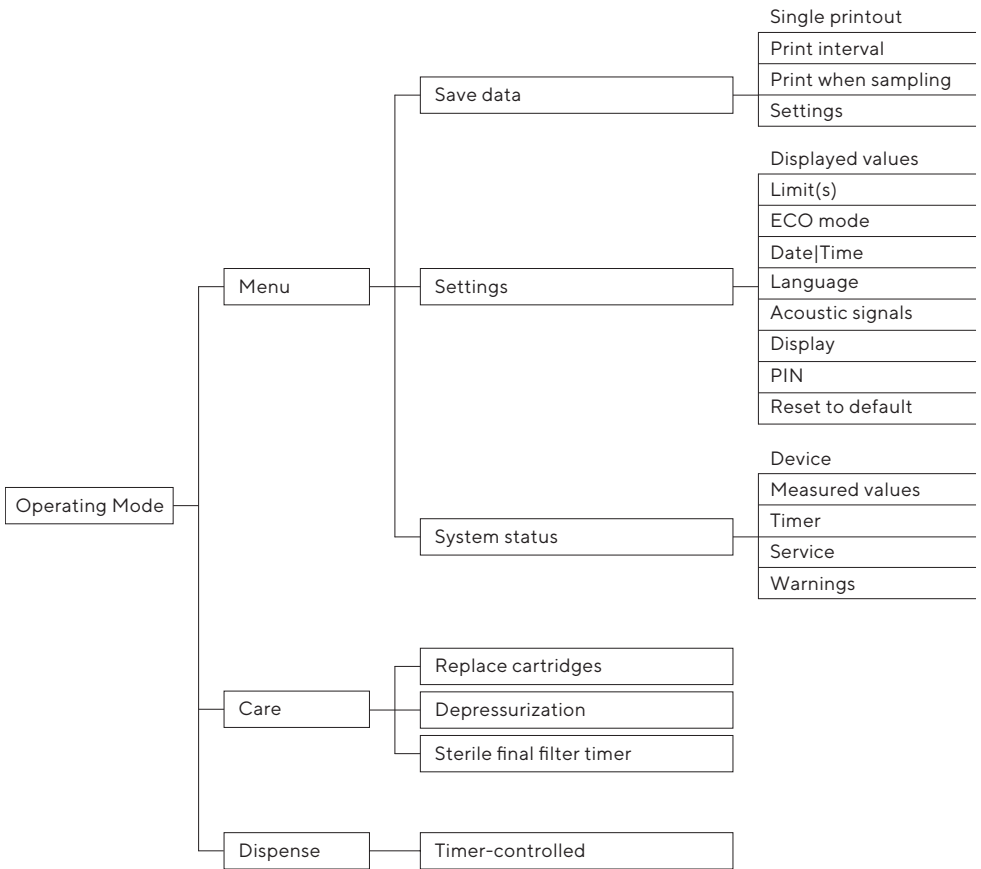 Single printout
Print interval
Save data
Print when sampling
Settings
Displayed values
Limit(s)
ECO mode
Date|Time
Menu
Settings
Language
Acoustic signals
Display
PIN
Reset to default
Device
Operating Mode
Measured values
System status
Timer
Service
Warnings
Replace cartridges
Care
Depressurization
Sterile final filter timer
Dispense
Timer-controlled